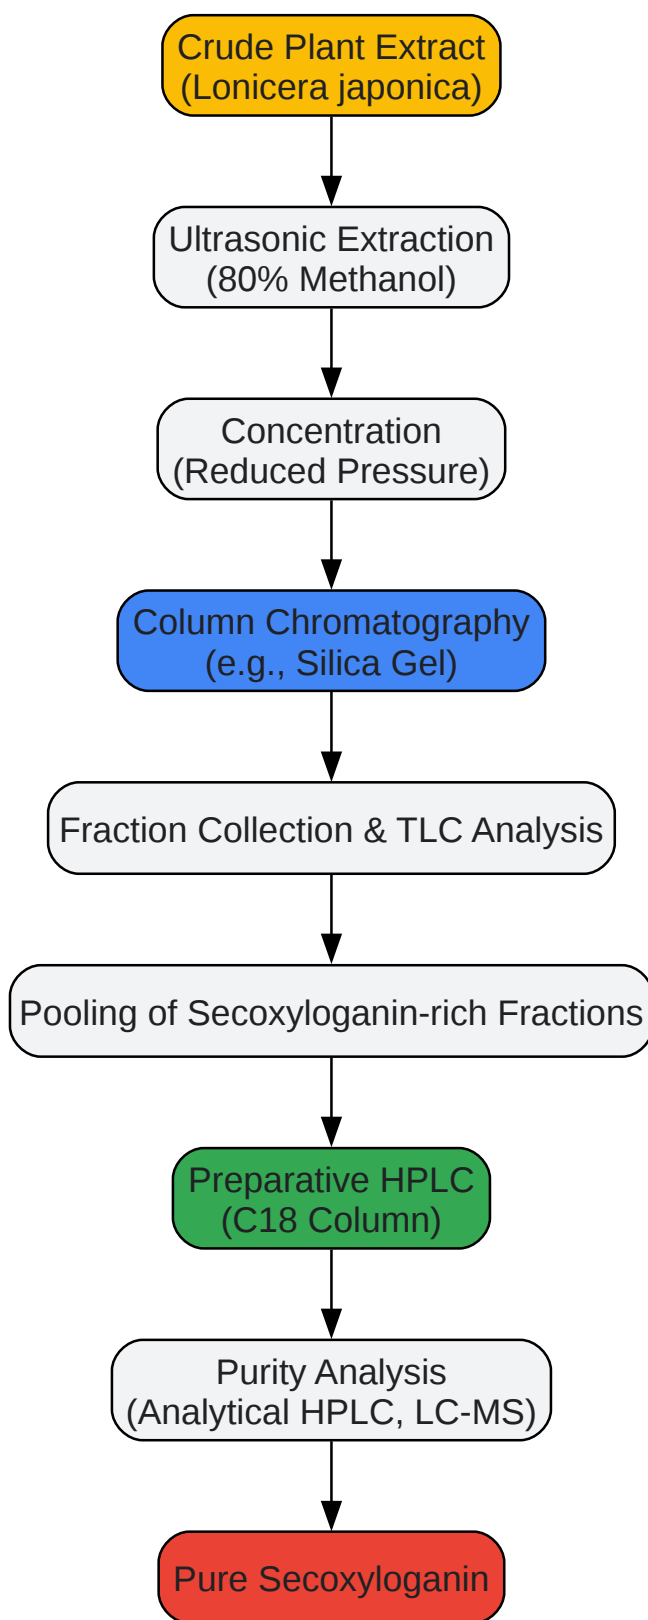 Crude Plant Extract
(Lonicera japonica)
Ultrasonic Extraction
(80% Methanol)
Concentration
(Reduced Pressure)
Column Chromatography
(e.g., Silica Gel)
Fraction Collection & TLC Analysis
Pooling of Secoxyloganin-rich Fractions
Preparative HPLC
(C18 Column)
Purity Analysis
(Analytical HPLC, LC-MS)
Pure Secoxyloganin